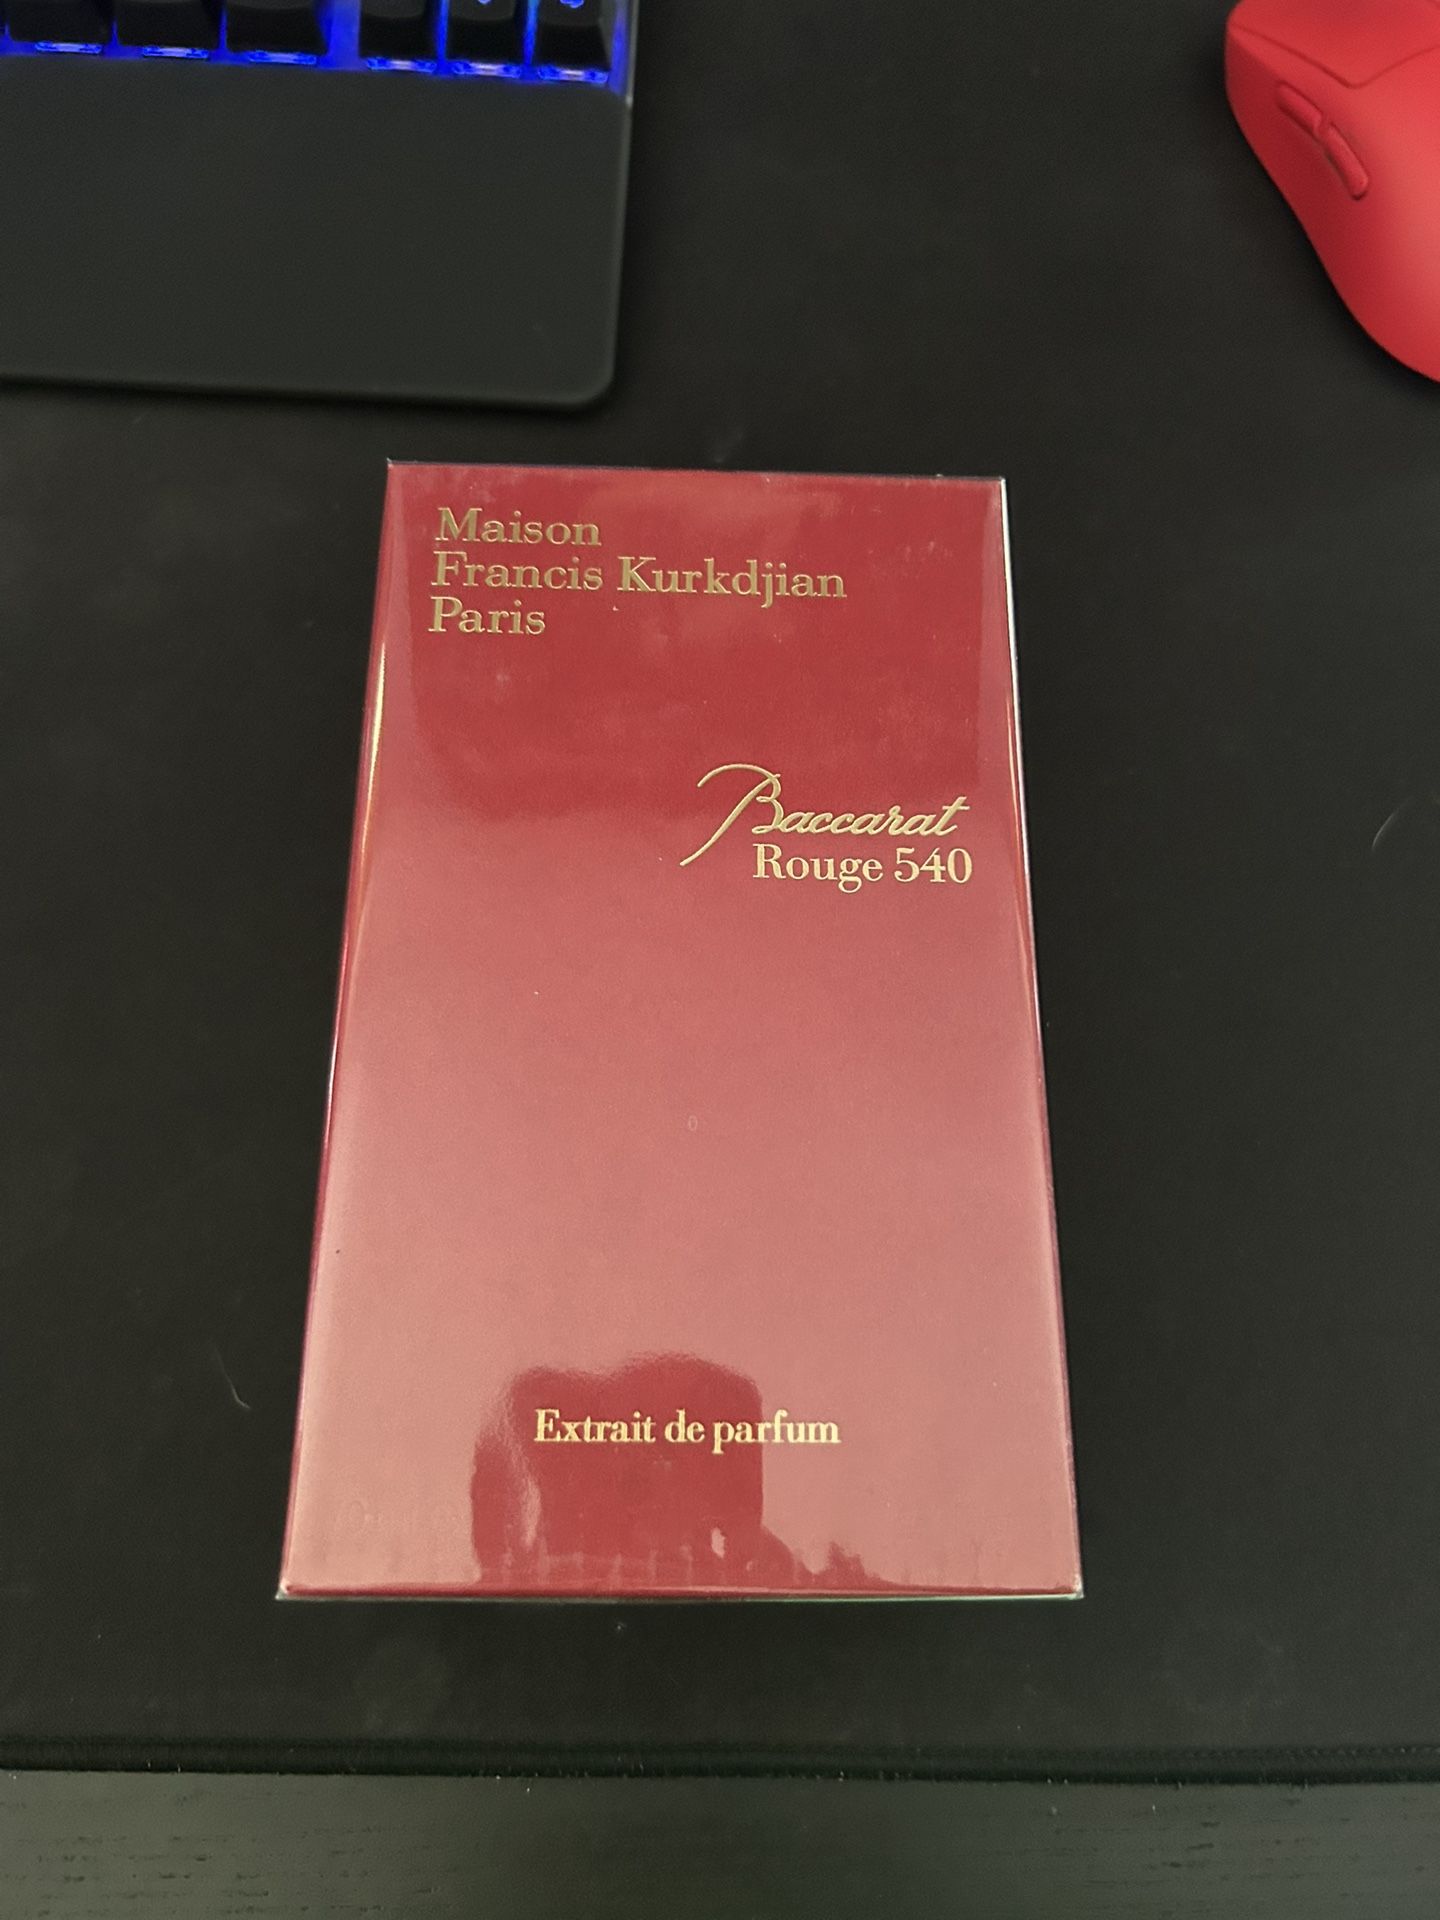 Maison
Francis Kurkdjian
Paris
Baccarat
Rouge 540
Extrait de parfum